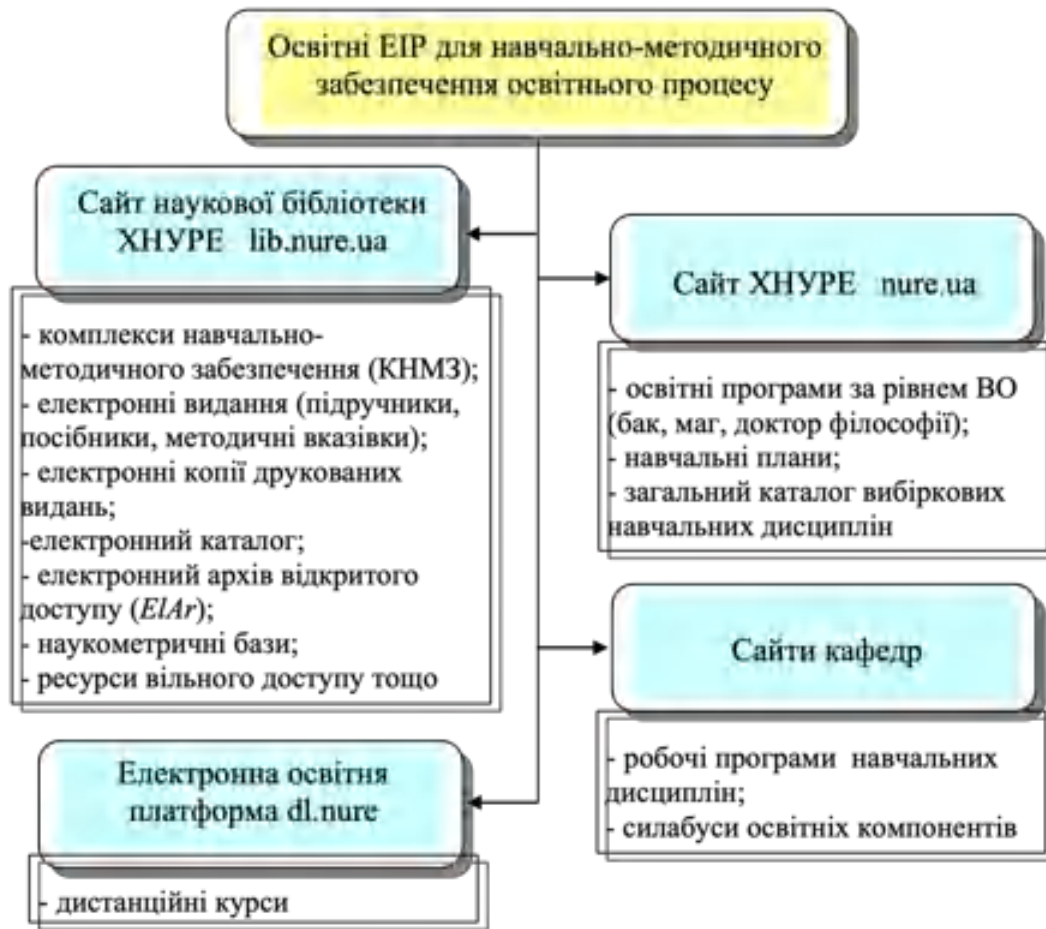 Освітні ЕІР для навчально-методичного
забезпечення освітнього процесу
Сайт наукової бібліотеки
ХНУРЕ lib.nure.ua
- комплекси навчально-
методичного забезпечення (КНМЗ);
- електронні видання (підручники,
посібники, методичні вказівки);
- електронні копії друкованих
видань;
-електронний каталог;
- електронний архів відкритого
доступу (ElAr);
- наукометричні бази;
- ресурси вільного доступу тощо
Сайт ХНУРЕ nure.ua
- освітні програми за рівнем ВО
(бак, маг, доктор філософії);
- навчальні плани;
- загальний каталог вибіркових
навчальних дисциплін
Сайти кафедр
- робочі програми навчальних
дисциплін;
- силабуси освітніх компонентів
Електронна освітня
платформа dl.nure
- дистанційні курси